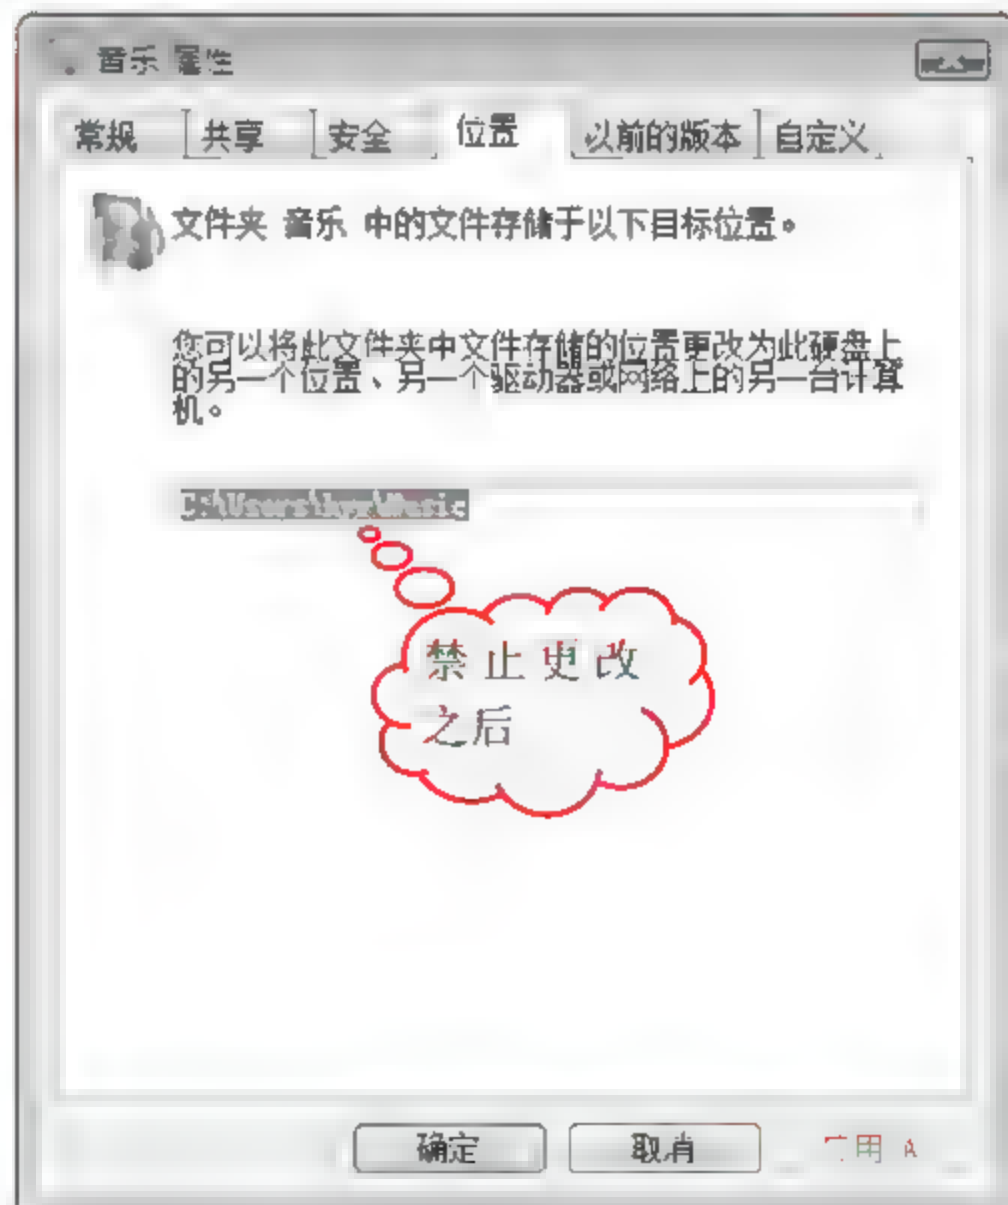 音乐 属性
常规 共享 安全 位置 以前的版本 自定义
文件夹 音乐 中的文件存储于以下目标位置。
您可以将此文件夹中文件存储的位置更改为此硬盘上
的另一个位置、另一个驱动器或网络上的另一台计算
机。
C:\Users\ \Music
禁止更改
之后
确定 取消 应用 A